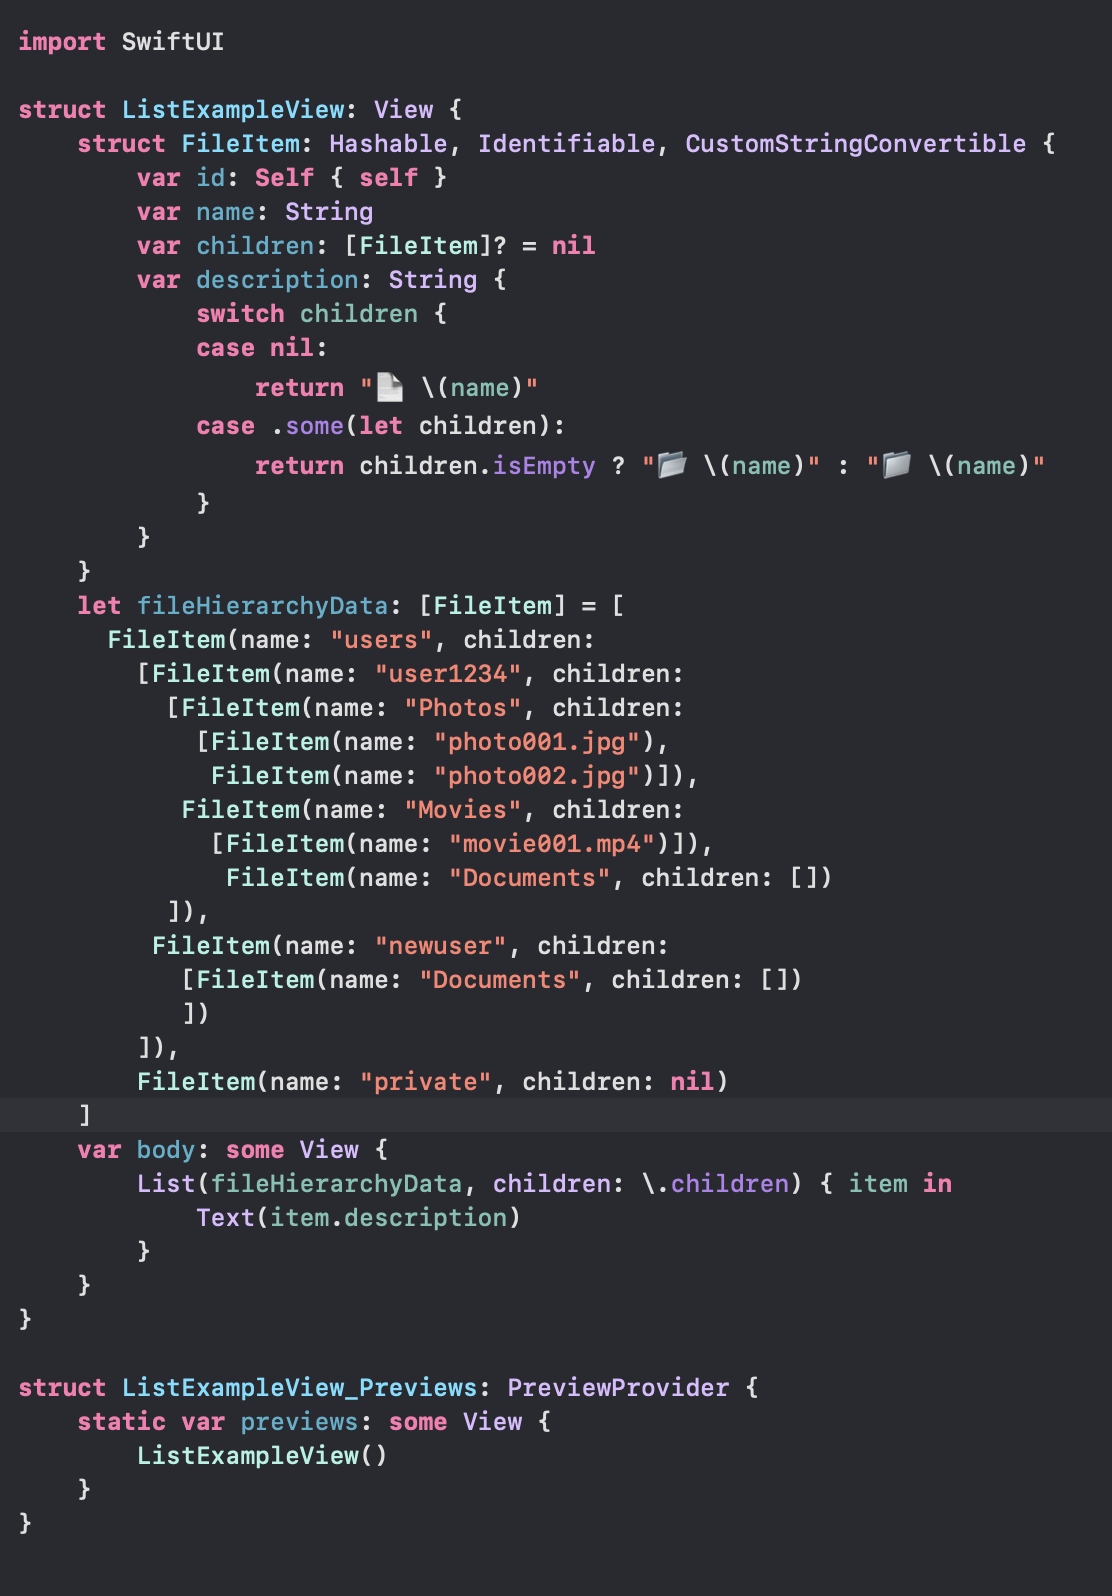 import SwiftUI

struct ListExampleView: View {
    struct FileItem: Hashable, Identifiable, CustomStringConvertible {
        var id: Self { self }
        var name: String
        var children: [FileItem]? = nil
        var description: String {
            switch children {
            case nil:
                return "📄 \(name)"
            case .some(let children):
                return children.isEmpty ? "📂 \(name)" : "📁 \(name)"
            }
        }
    }
    let fileHierarchyData: [FileItem] = [
      FileItem(name: "users", children:
        [FileItem(name: "user1234", children:
          [FileItem(name: "Photos", children:
            [FileItem(name: "photo001.jpg"),
             FileItem(name: "photo002.jpg")]),
           FileItem(name: "Movies", children:
             [FileItem(name: "movie001.mp4")]),
              FileItem(name: "Documents", children: [])
          ]),
         FileItem(name: "newuser", children:
           [FileItem(name: "Documents", children: [])
           ])
        ]),
        FileItem(name: "private", children: nil)
    ]
    var body: some View {
        List(fileHierarchyData, children: \.children) { item in
            Text(item.description)
        }
    }
}

struct ListExampleView_Previews: PreviewProvider {
    static var previews: some View {
        ListExampleView()
    }
}